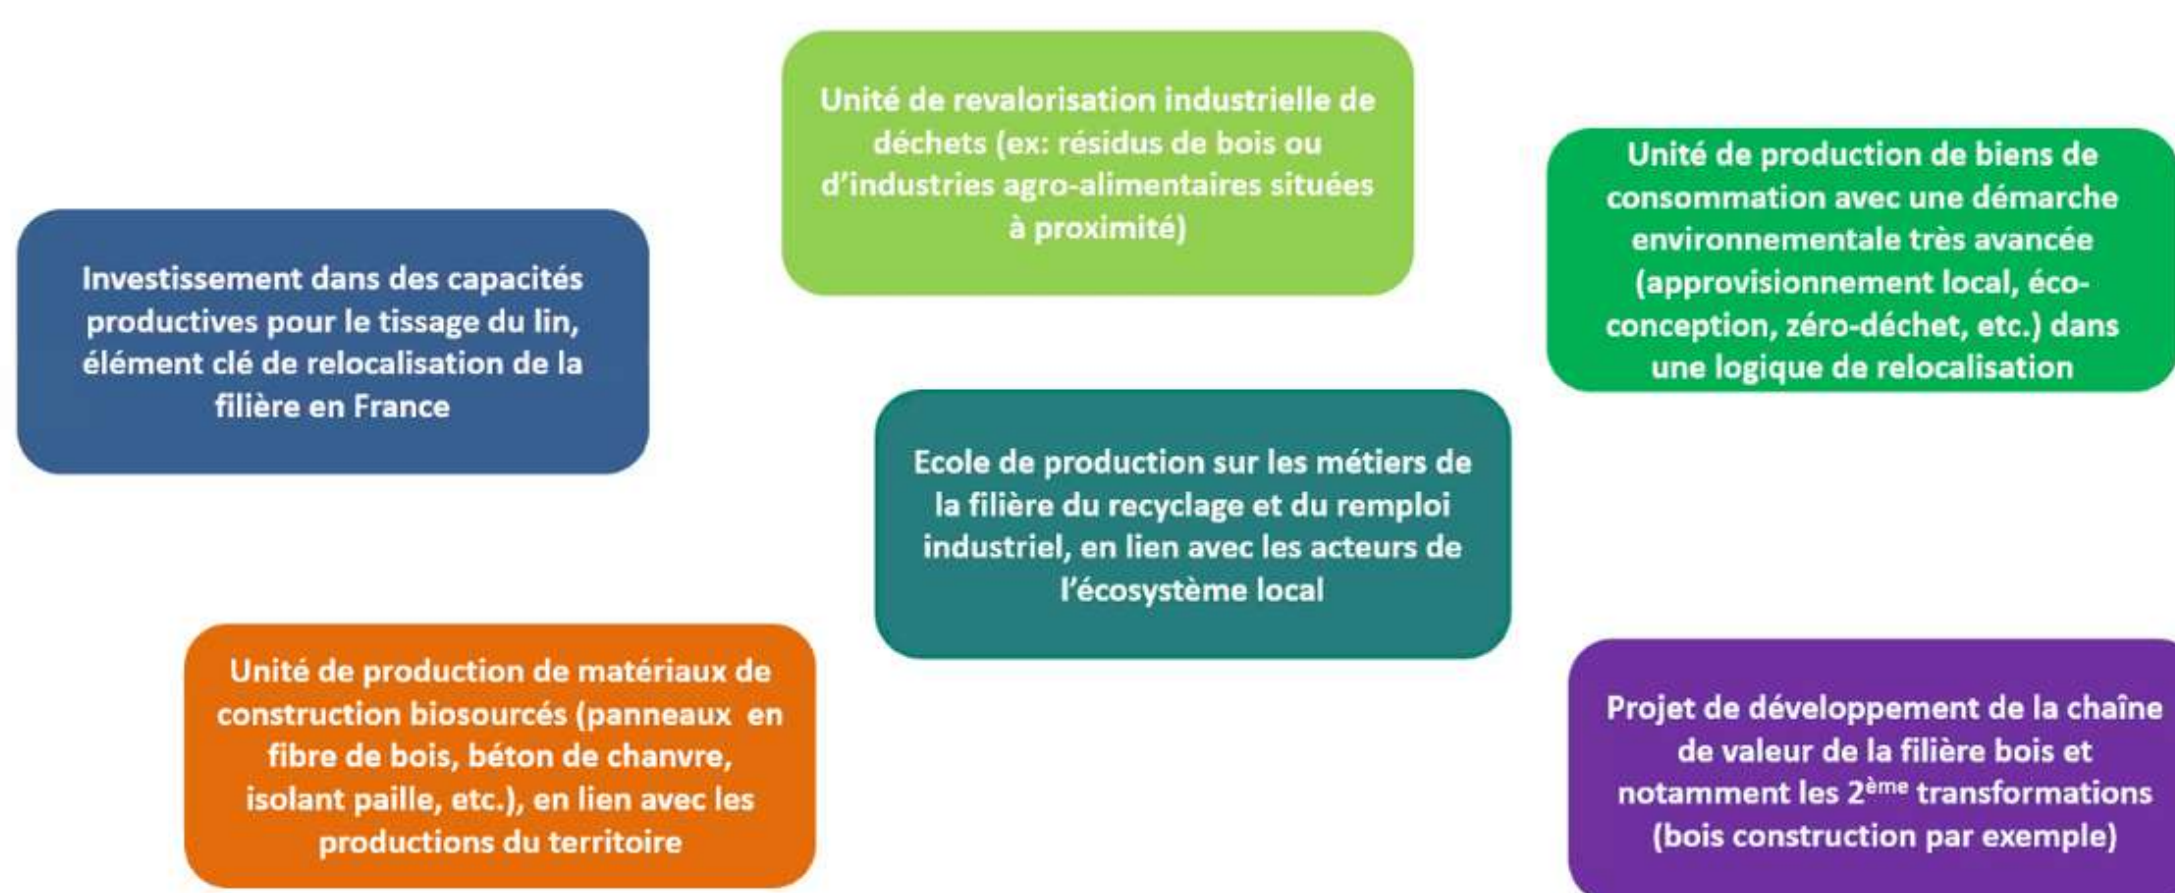 Unité de revalorisation industrielle de
déchets (ex: résidus de bois ou
d’industries agro-alimentaires situées
à proximité)
Unité de production de biens de
consommation avec une démarche
environnementale très avancée
(approvisionnement local, éco-
conception, zéro-déchet, etc.) dans
une logique de relocalisation
Investissement dans des capacités
productives pour le tissage du lin,
élément clé de relocalisation de la
filière en France
Ecole de production sur les métiers de
la filière du recyclage et du remploi
industriel, en lien avec les acteurs de
l’écosystème local
Unité de production de matériaux de
construction biosourcés (panneaux en
fibre de bois, béton de chanvre,
isolant paille, etc.), en lien avec les
productions du territoire
Projet de développement de la chaîne
de valeur de la filière bois et
notamment les 2ème transformations
(bois construction par exemple)